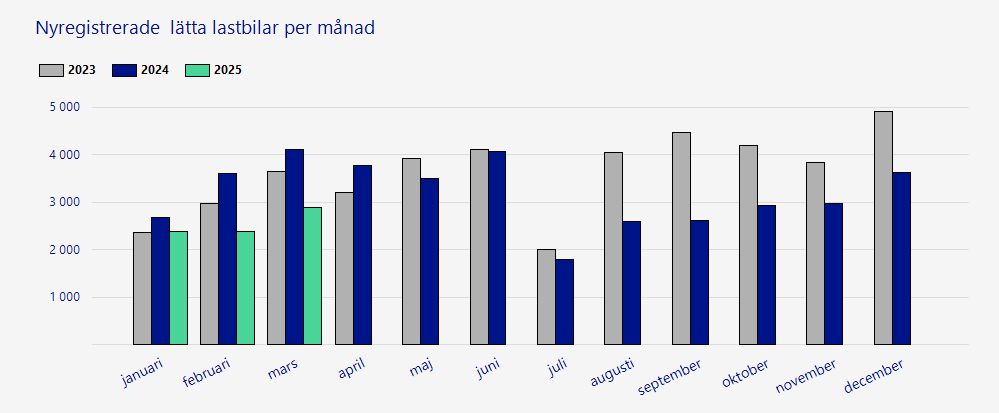 Nyregistrerade  lätta lastbilar per månad
2023 2024 2025
5 000
4 000
3 000
2 000
1 000
januari februari mars april maj juni juli augusti september oktober november december